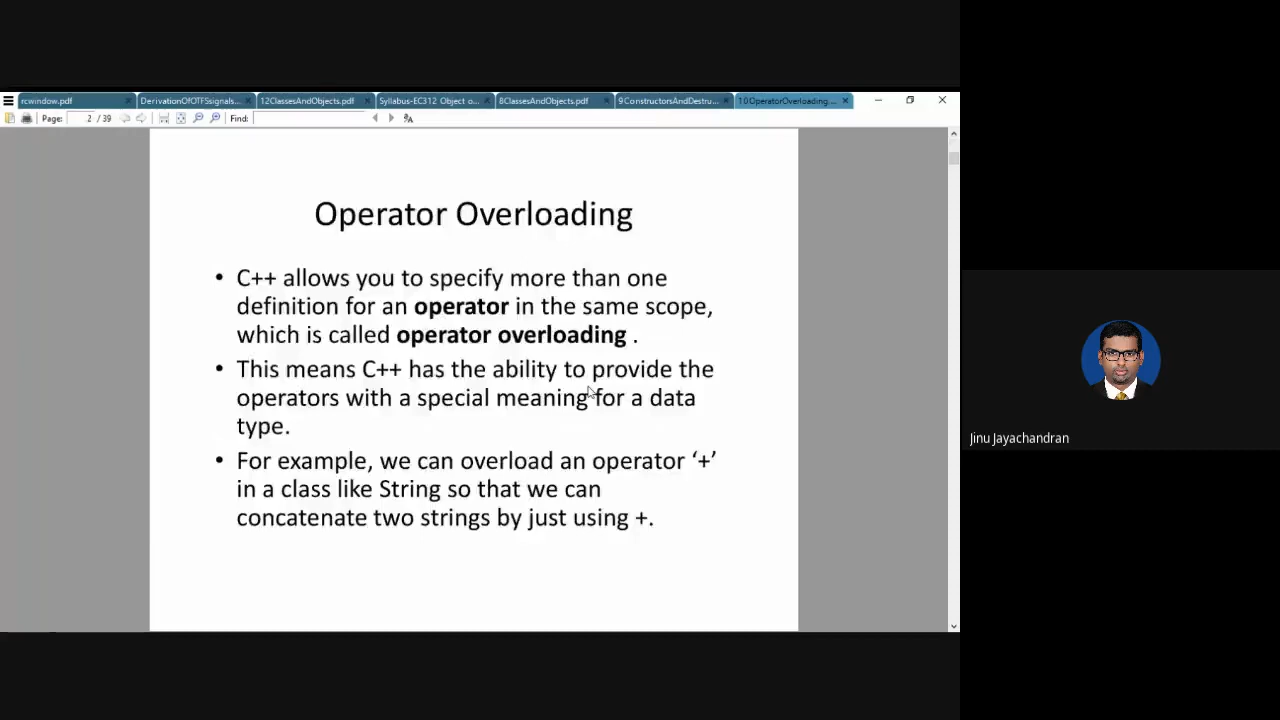 rcwindow.pdf
DerivationOfOTFSsignals...
12ClassesAndObjects.pdf
Syllabus-EC312 Object o...
8ClassesAndObjects.pdf
9ConstructorsAndDestru...
10OperatorOverloading....
Page: 2 / 39 Find:
Operator Overloading
• C++ allows you to specify more than one
definition for an operator in the same scope,
which is called operator overloading .
• This means C++ has the ability to provide the
operators with a special meaning for a data
type.
• For example, we can overload an operator ‘+’
in a class like String so that we can
concatenate two strings by just using +.
Jinu Jayachandran